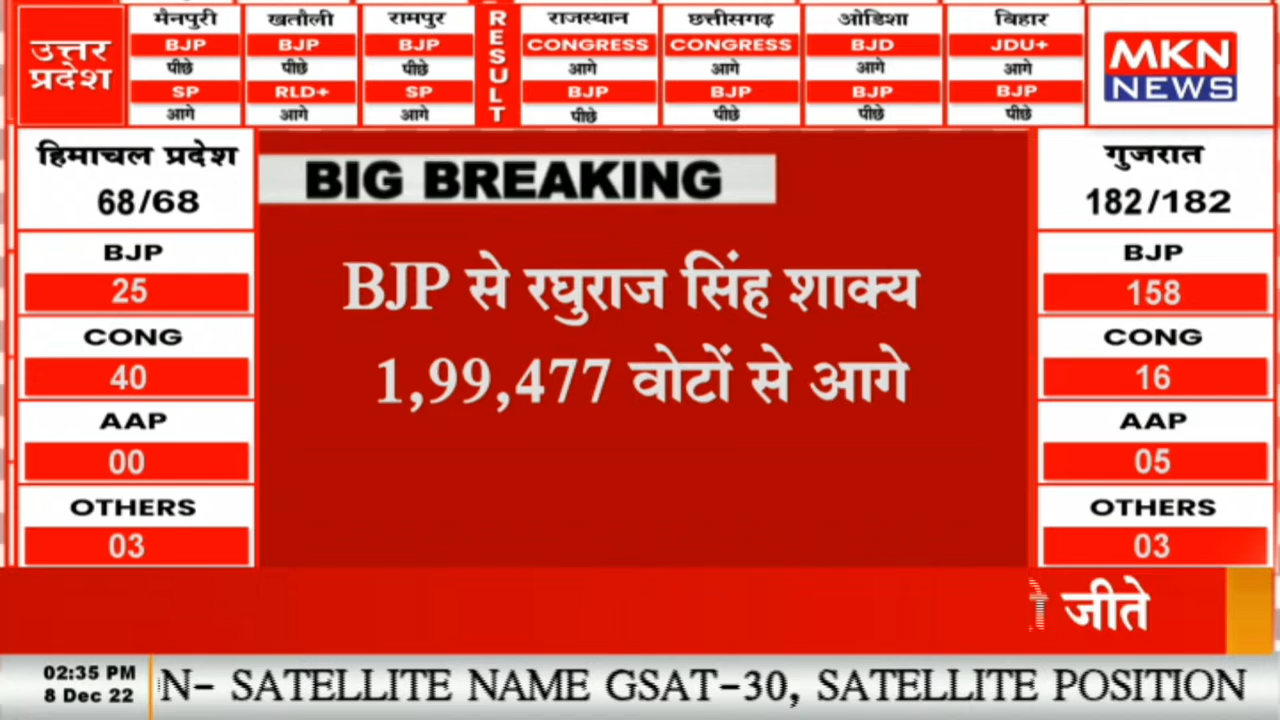 उत्तर
प्रदेश
मैनपुरी
BJP
पीछे
SP
आगे
खतौली
BJP
पीछे
RLD+
आगे
रामपुर
BJP
पीछे
SP
आगे
RESULT
राजस्थान
CONGRESS
आगे
BJP
पीछे
छत्तीसगढ़
CONGRESS
आगे
BJP
पीछे
ओडिशा
BJD
आगे
BJP
पीछे
बिहार
JDU+
आगे
BJP
पीछे
MKN
NEWS
हिमाचल प्रदेश
68/68
BJP
25
CONG
40
AAP
00
OTHERS
03
BIG BREAKING
BJP से रघुराज सिंह शाक्य
1,99,477 वोटों से आगे
गुजरात
182/182
BJP
158
CONG
16
AAP
05
OTHERS
03
जीते
02:35 PM
8 Dec 22
N- SATELLITE NAME GSAT-30, SATELLITE POSITION